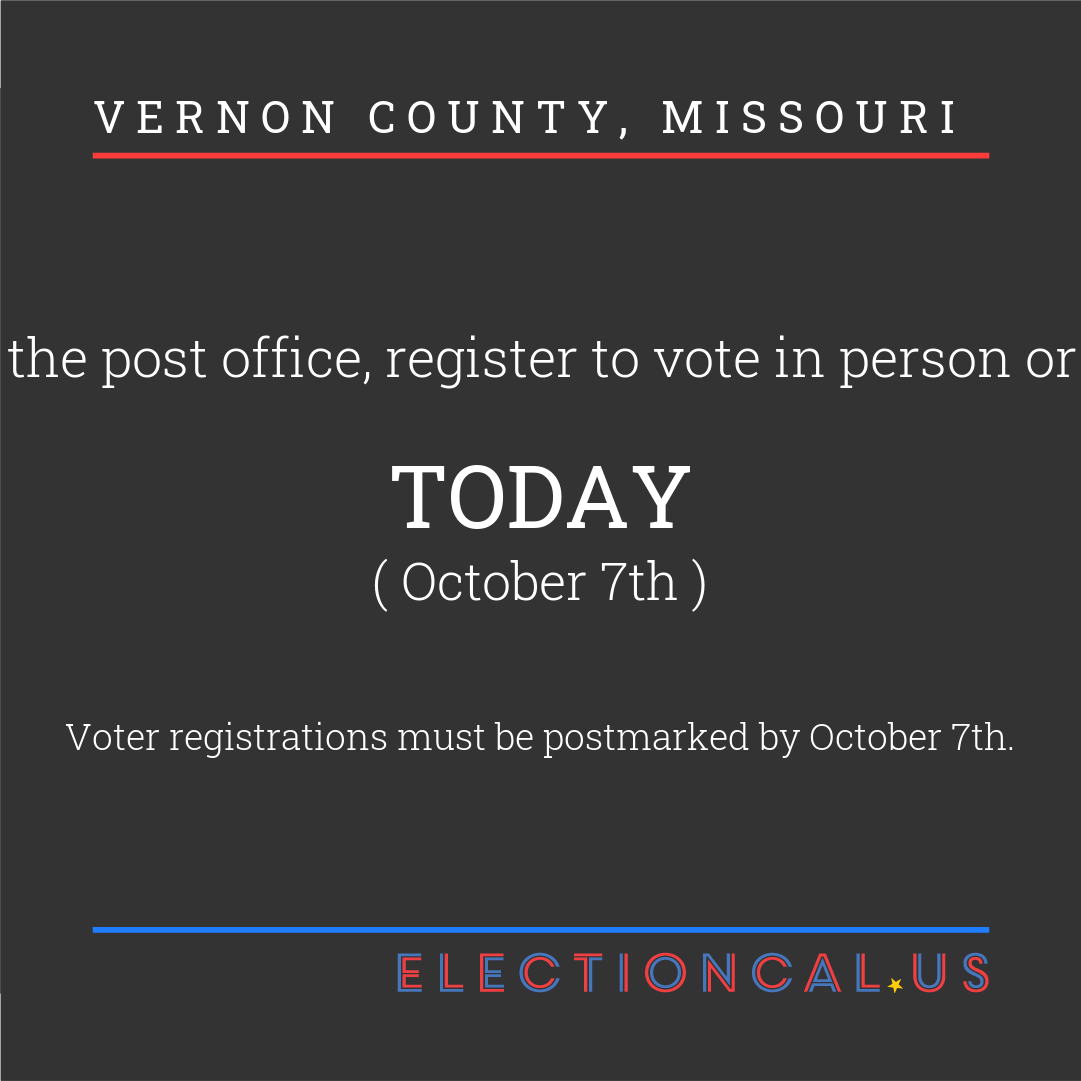 VERNON COUNTY, MISSOURI
the post office, register to vote in person or
TODAY
( October 7th )
Voter registrations must be postmarked by October 7th.
ELECTIONCAL.US